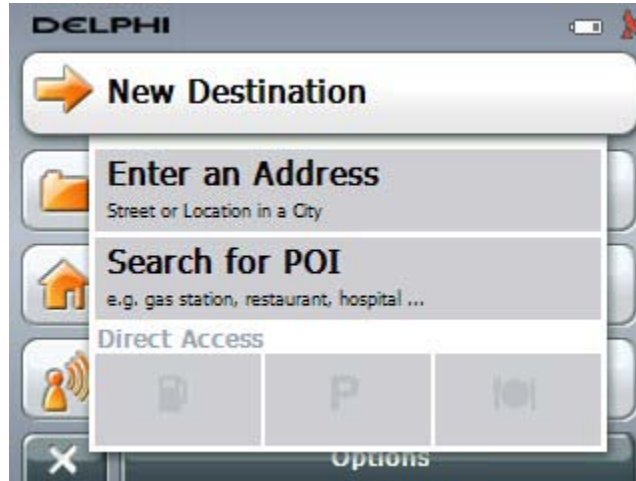 DELPHI
New Destination
Enter an Address
Street or Location in a City
Search for POI
e.g. gas station, restaurant, hospital ...
Direct Access
P
Options